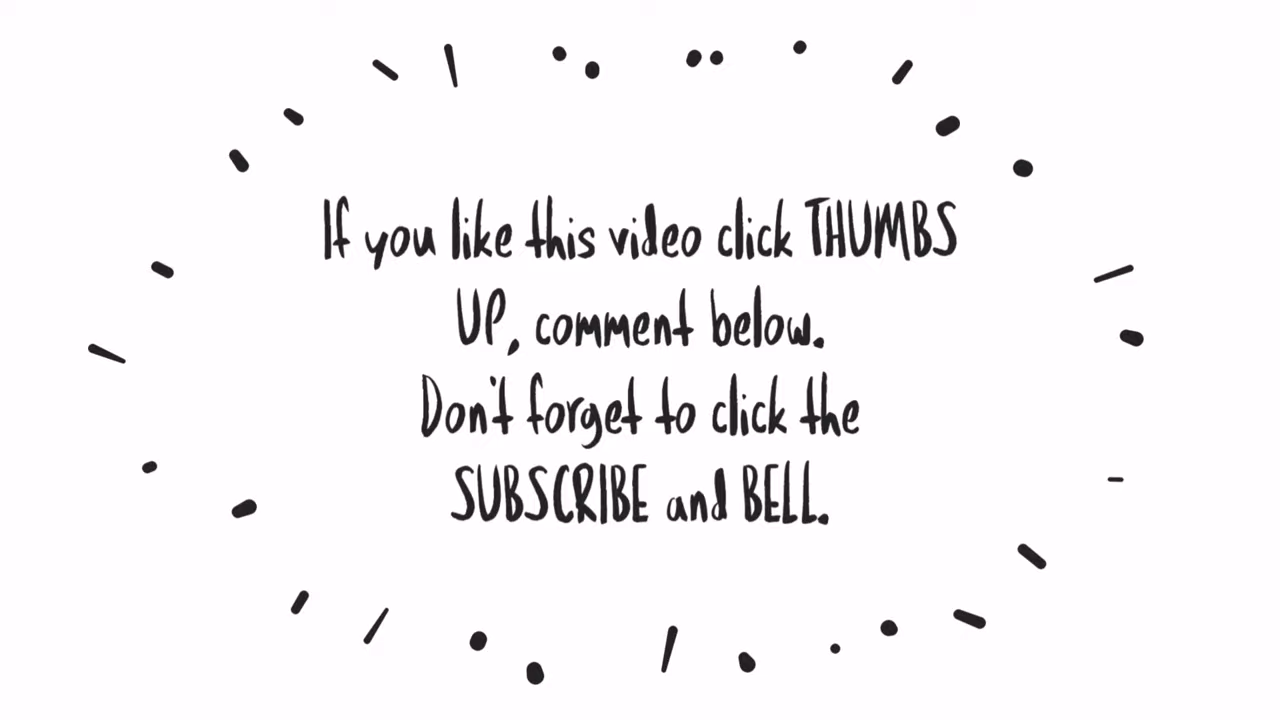 If you like this video click THUMBS
UP, comment below.
Don't forget to click the
SUBSCRIBE and BELL.